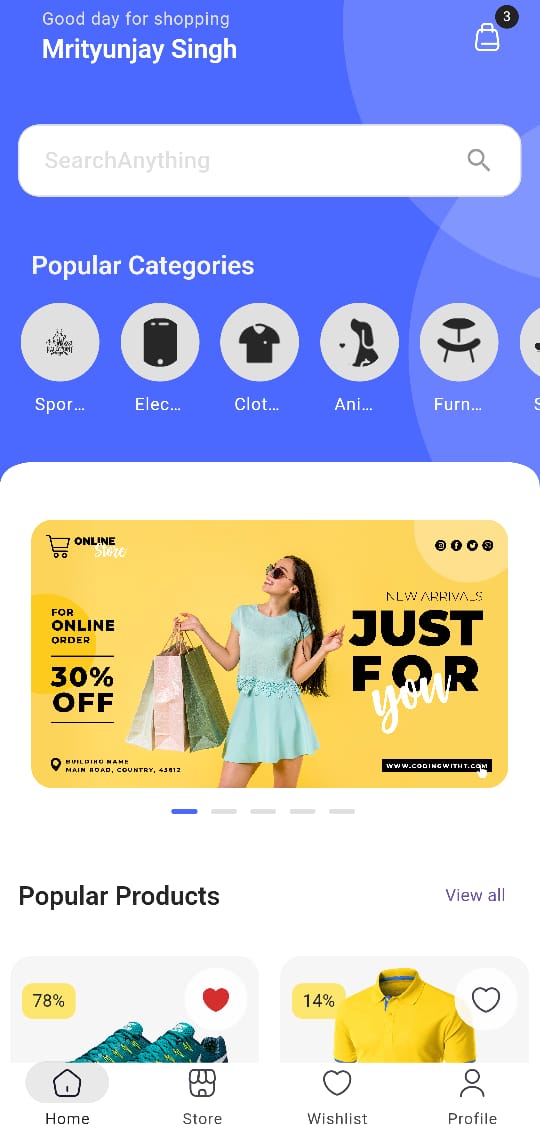 Good day for shopping
Mrityunjay Singh
3
SearchAnything
Popular Categories
Spor...
Elec...
Clot...
Ani...
Furn...
ONLINE
Store
FOR
ONLINE
ORDER
30%
OFF
NEW ARRIVALS
JUST
FOR
you
BUILDING NAME
MAIN ROAD, COUNTRY, 43612
WWW.CODINGWITHT.COM
Popular Products
View all
78%
14%
Home
Store
Wishlist
Profile